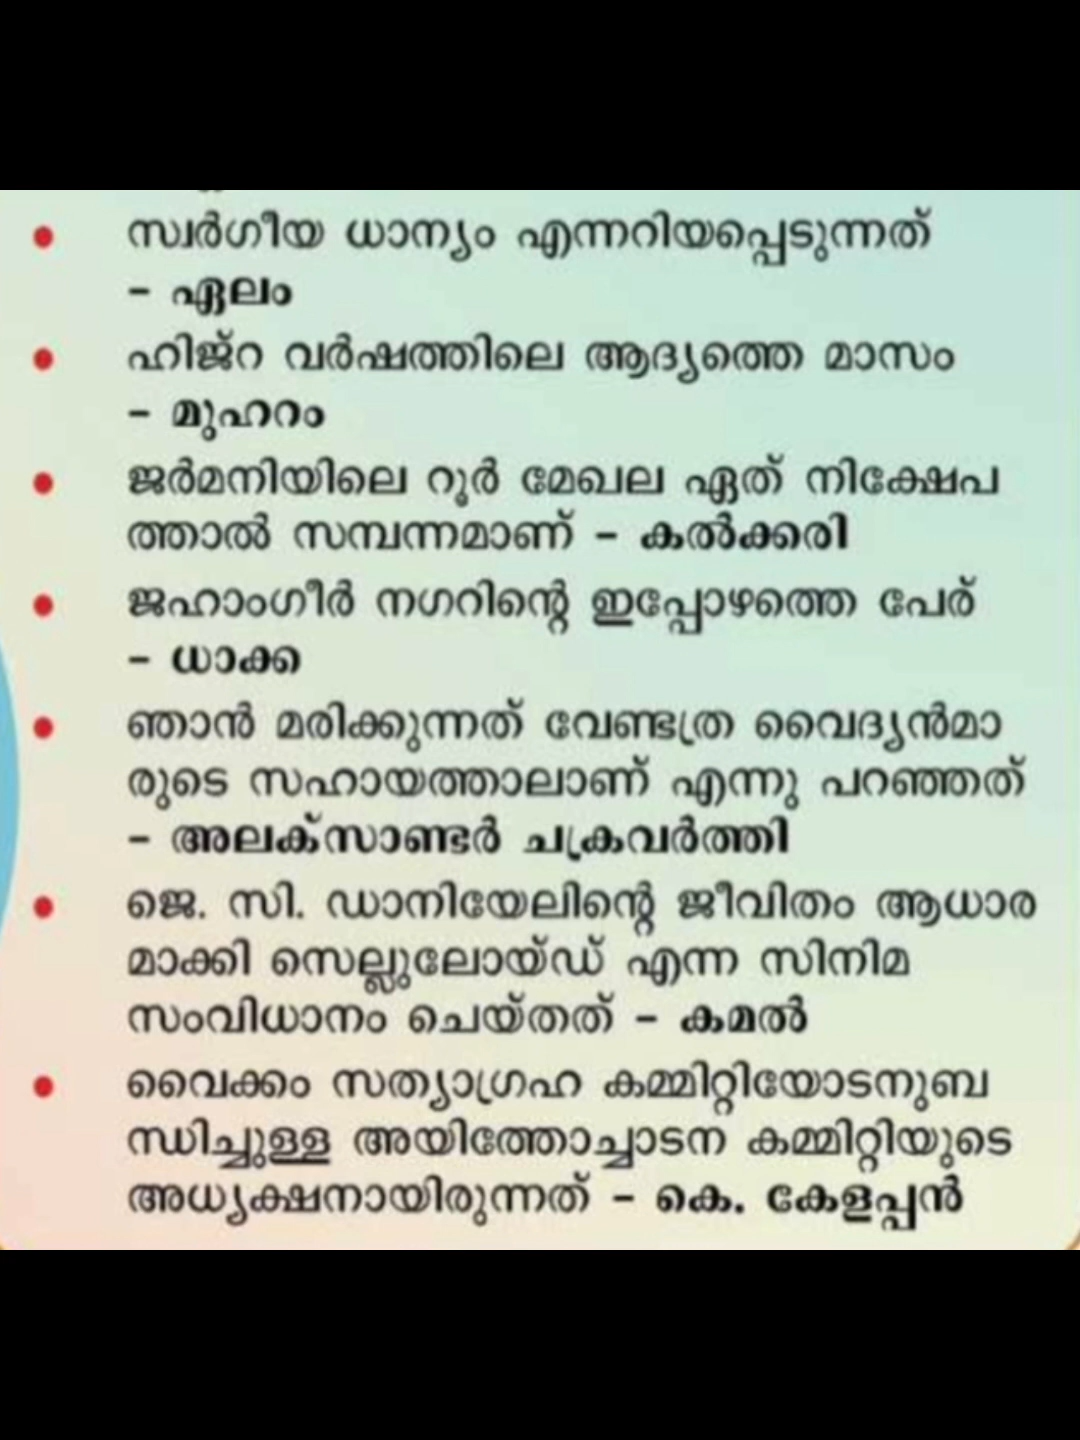 സ്വർഗീയ ധാന്യം എന്നറിയപ്പെടുന്നത്
– ഏലം
ഹിജ്റ വർഷത്തിലെ ആദ്യത്തെ മാസം
– മുഹറം
ജർമനിയിലെ റൂർ മേഖല ഏത് നിക്ഷേപ
ത്താൽ സമ്പന്നമാണ് – കൽക്കരി
ജഹാംഗീർ നഗറിന്റെ ഇപ്പോഴത്തെ പേര്
– ധാക്ക
ഞാൻ മരിക്കുന്നത് വേണ്ടത്ര വൈദ്യൻമാ
രുടെ സഹായത്താലാണ് എന്നു പറഞ്ഞത്
– അലക്സാണ്ടർ ചക്രവർത്തി
ജെ. സി. ഡാനിയേലിന്റെ ജീവിതം ആധാര
മാക്കി സെല്ലുലോയ്ഡ് എന്ന സിനിമ
സംവിധാനം ചെയ്തത് – കമൽ
വൈക്കം സത്യാഗ്രഹ കമ്മിറ്റിയോടനുബ
ന്ധിച്ചുള്ള അയിത്തോച്ചാടന കമ്മിറ്റിയുടെ
അധ്യക്ഷനായിരുന്നത് – കെ. കേളപ്പൻ